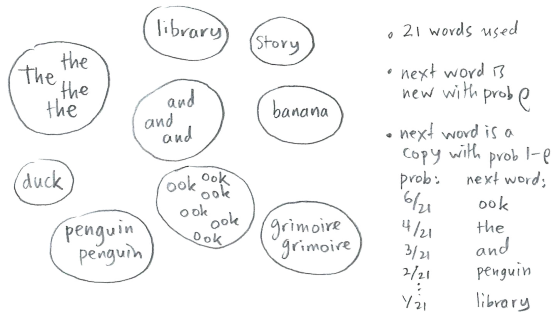 library
story
The the
the
the
and
and
and
banana
duck
ook ook
ook
ook
ook
ook
penguin
penguin
grimoire
grimoire
• 21 words used
• next word is
new with prob ρ
• next word is a
copy with prob 1-ρ
prob: next word:
6/21 ook
4/21 the
3/21 and
2/21 penguin
⋮
1/21 library